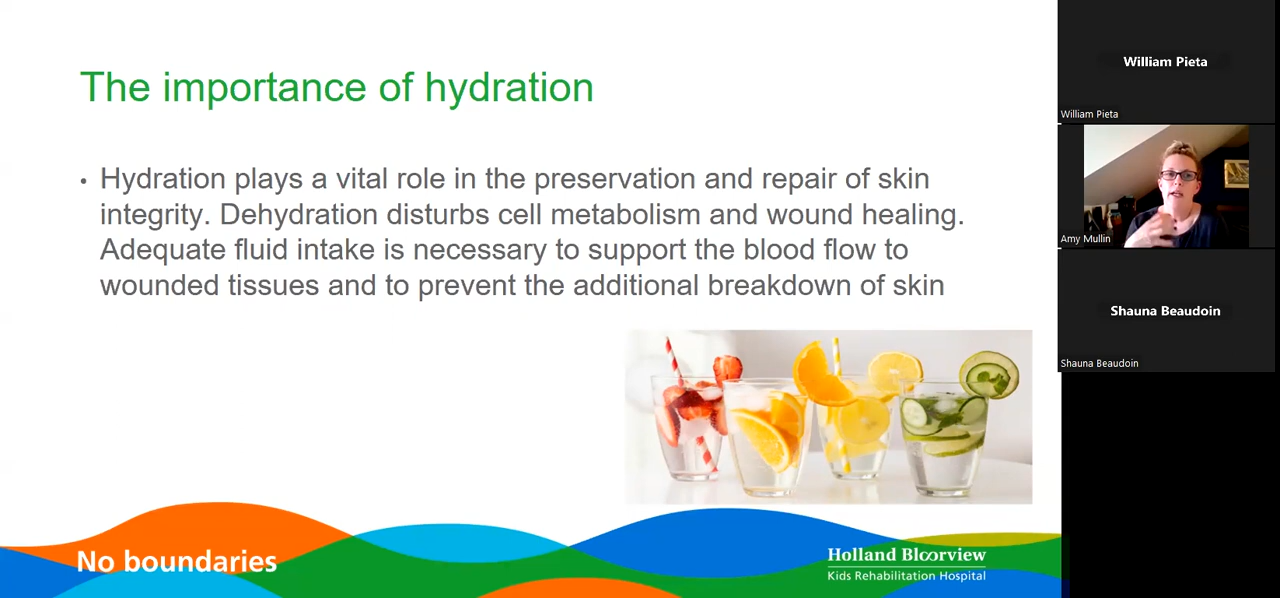 The importance of hydration
• Hydration plays a vital role in the preservation and repair of skin
integrity. Dehydration disturbs cell metabolism and wound healing.
Adequate fluid intake is necessary to support the blood flow to
wounded tissues and to prevent the additional breakdown of skin
No boundaries
Holland Bloorview
Kids Rehabilitation Hospital
William Pieta
William Pieta
Amy Mullin
Shauna Beaudoin
Shauna Beaudoin